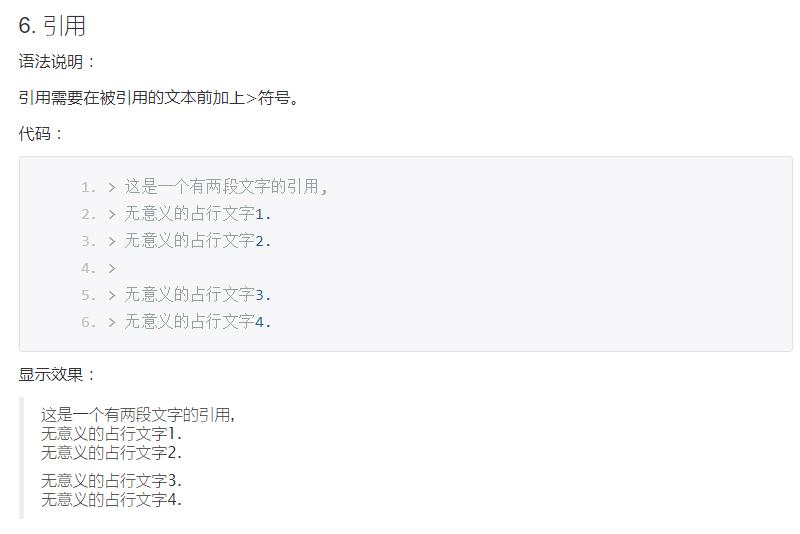 6. 引用
语法说明：
引用需要在被引用的文本前加上>符号。
代码：
1. > 这是一个有两段文字的引用,
2. > 无意义的占行文字1.
3. > 无意义的占行文字2.
4. >
5. > 无意义的占行文字3.
6. > 无意义的占行文字4.
显示效果：
这是一个有两段文字的引用,
无意义的占行文字1.
无意义的占行文字2.
无意义的占行文字3.
无意义的占行文字4.